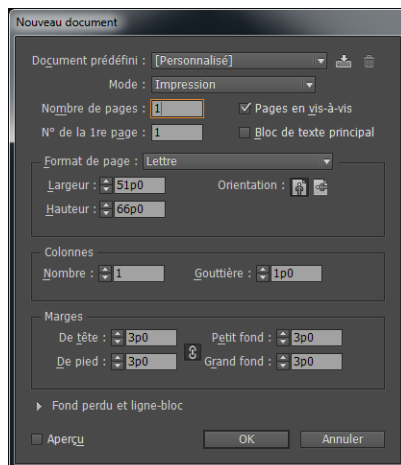 Nouveau document
Document prédéfini : [Personnalisé]
Mode : Impression
Nombre de pages : 1 Pages en vis-à-vis
N° de la 1re page : 1 Bloc de texte principal
Format de page : Lettre
Largeur : 51p0 Orientation :
Hauteur : 66p0
Colonnes
Nombre : 1 Gouttière : 1p0
Marges
De tête : 3p0 Petit fond : 3p0
De pied : 3p0 Grand fond : 3p0
Fond perdu et ligne-bloc
Aperçu OK Annuler